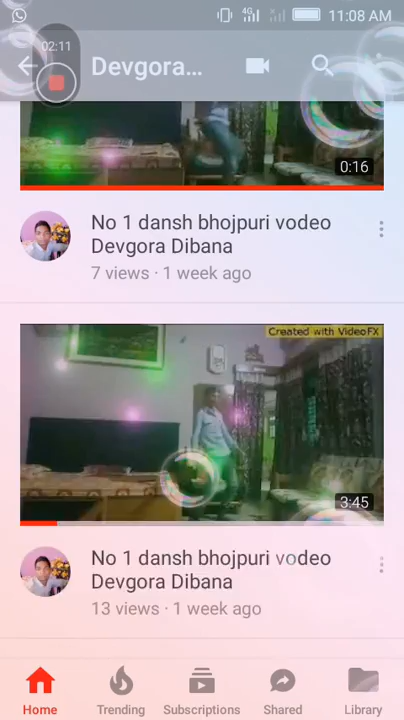 4G
11:08 AM
02:11
Devgora...
0:16
No 1 dansh bhojpuri vodeo
Devgora Dibana
7 views · 1 week ago
Created with VideoFX
3:45
No 1 dansh bhojpuri vodeo
Devgora Dibana
13 views · 1 week ago
Home
Trending
Subscriptions
Shared
Library